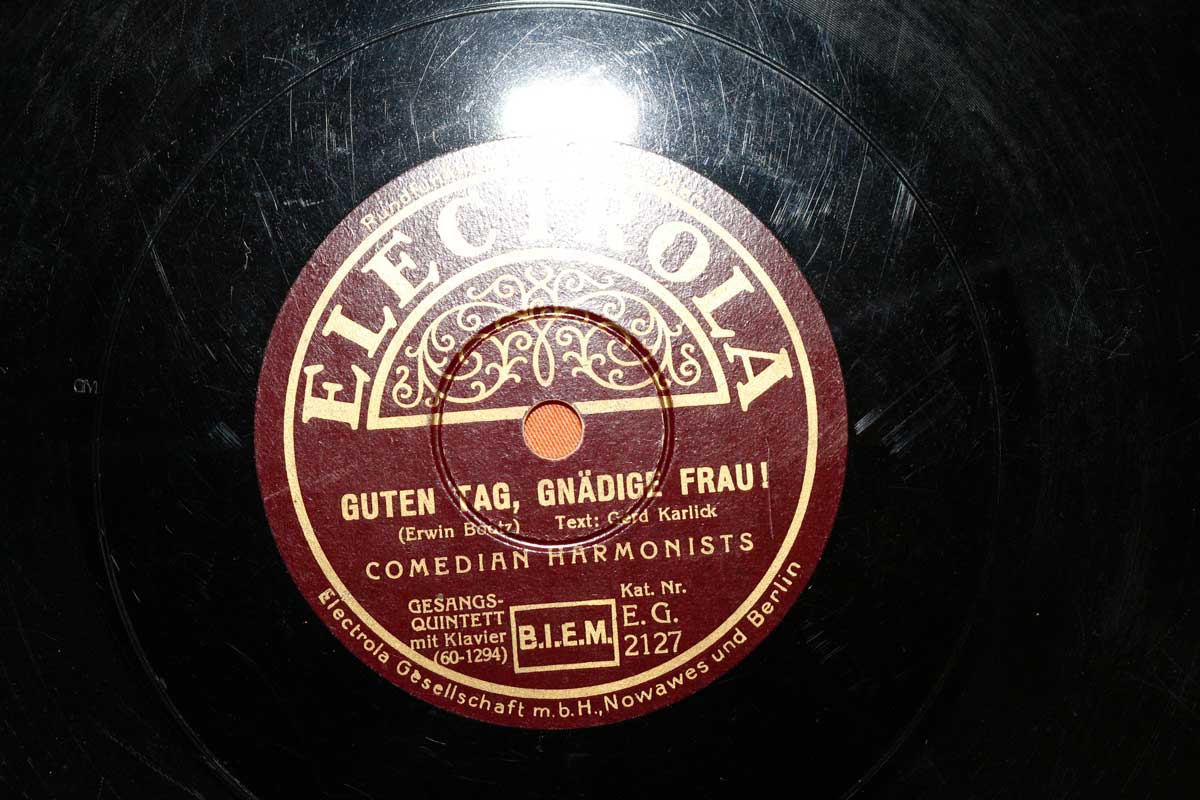 ELECTROLA
GUTEN TAG, GNÄDIGE FRAU!
(Erwin Bootz) Text: Gerd Karlick
COMEDIAN HARMONISTS
GESANGS-
QUINTETT
mit Klavier
(60-1294)
B.I.E.M.
Kat. Nr.
E. G.
2127
Electrola Gesellschaft m.b.H., Nowawes und Berlin